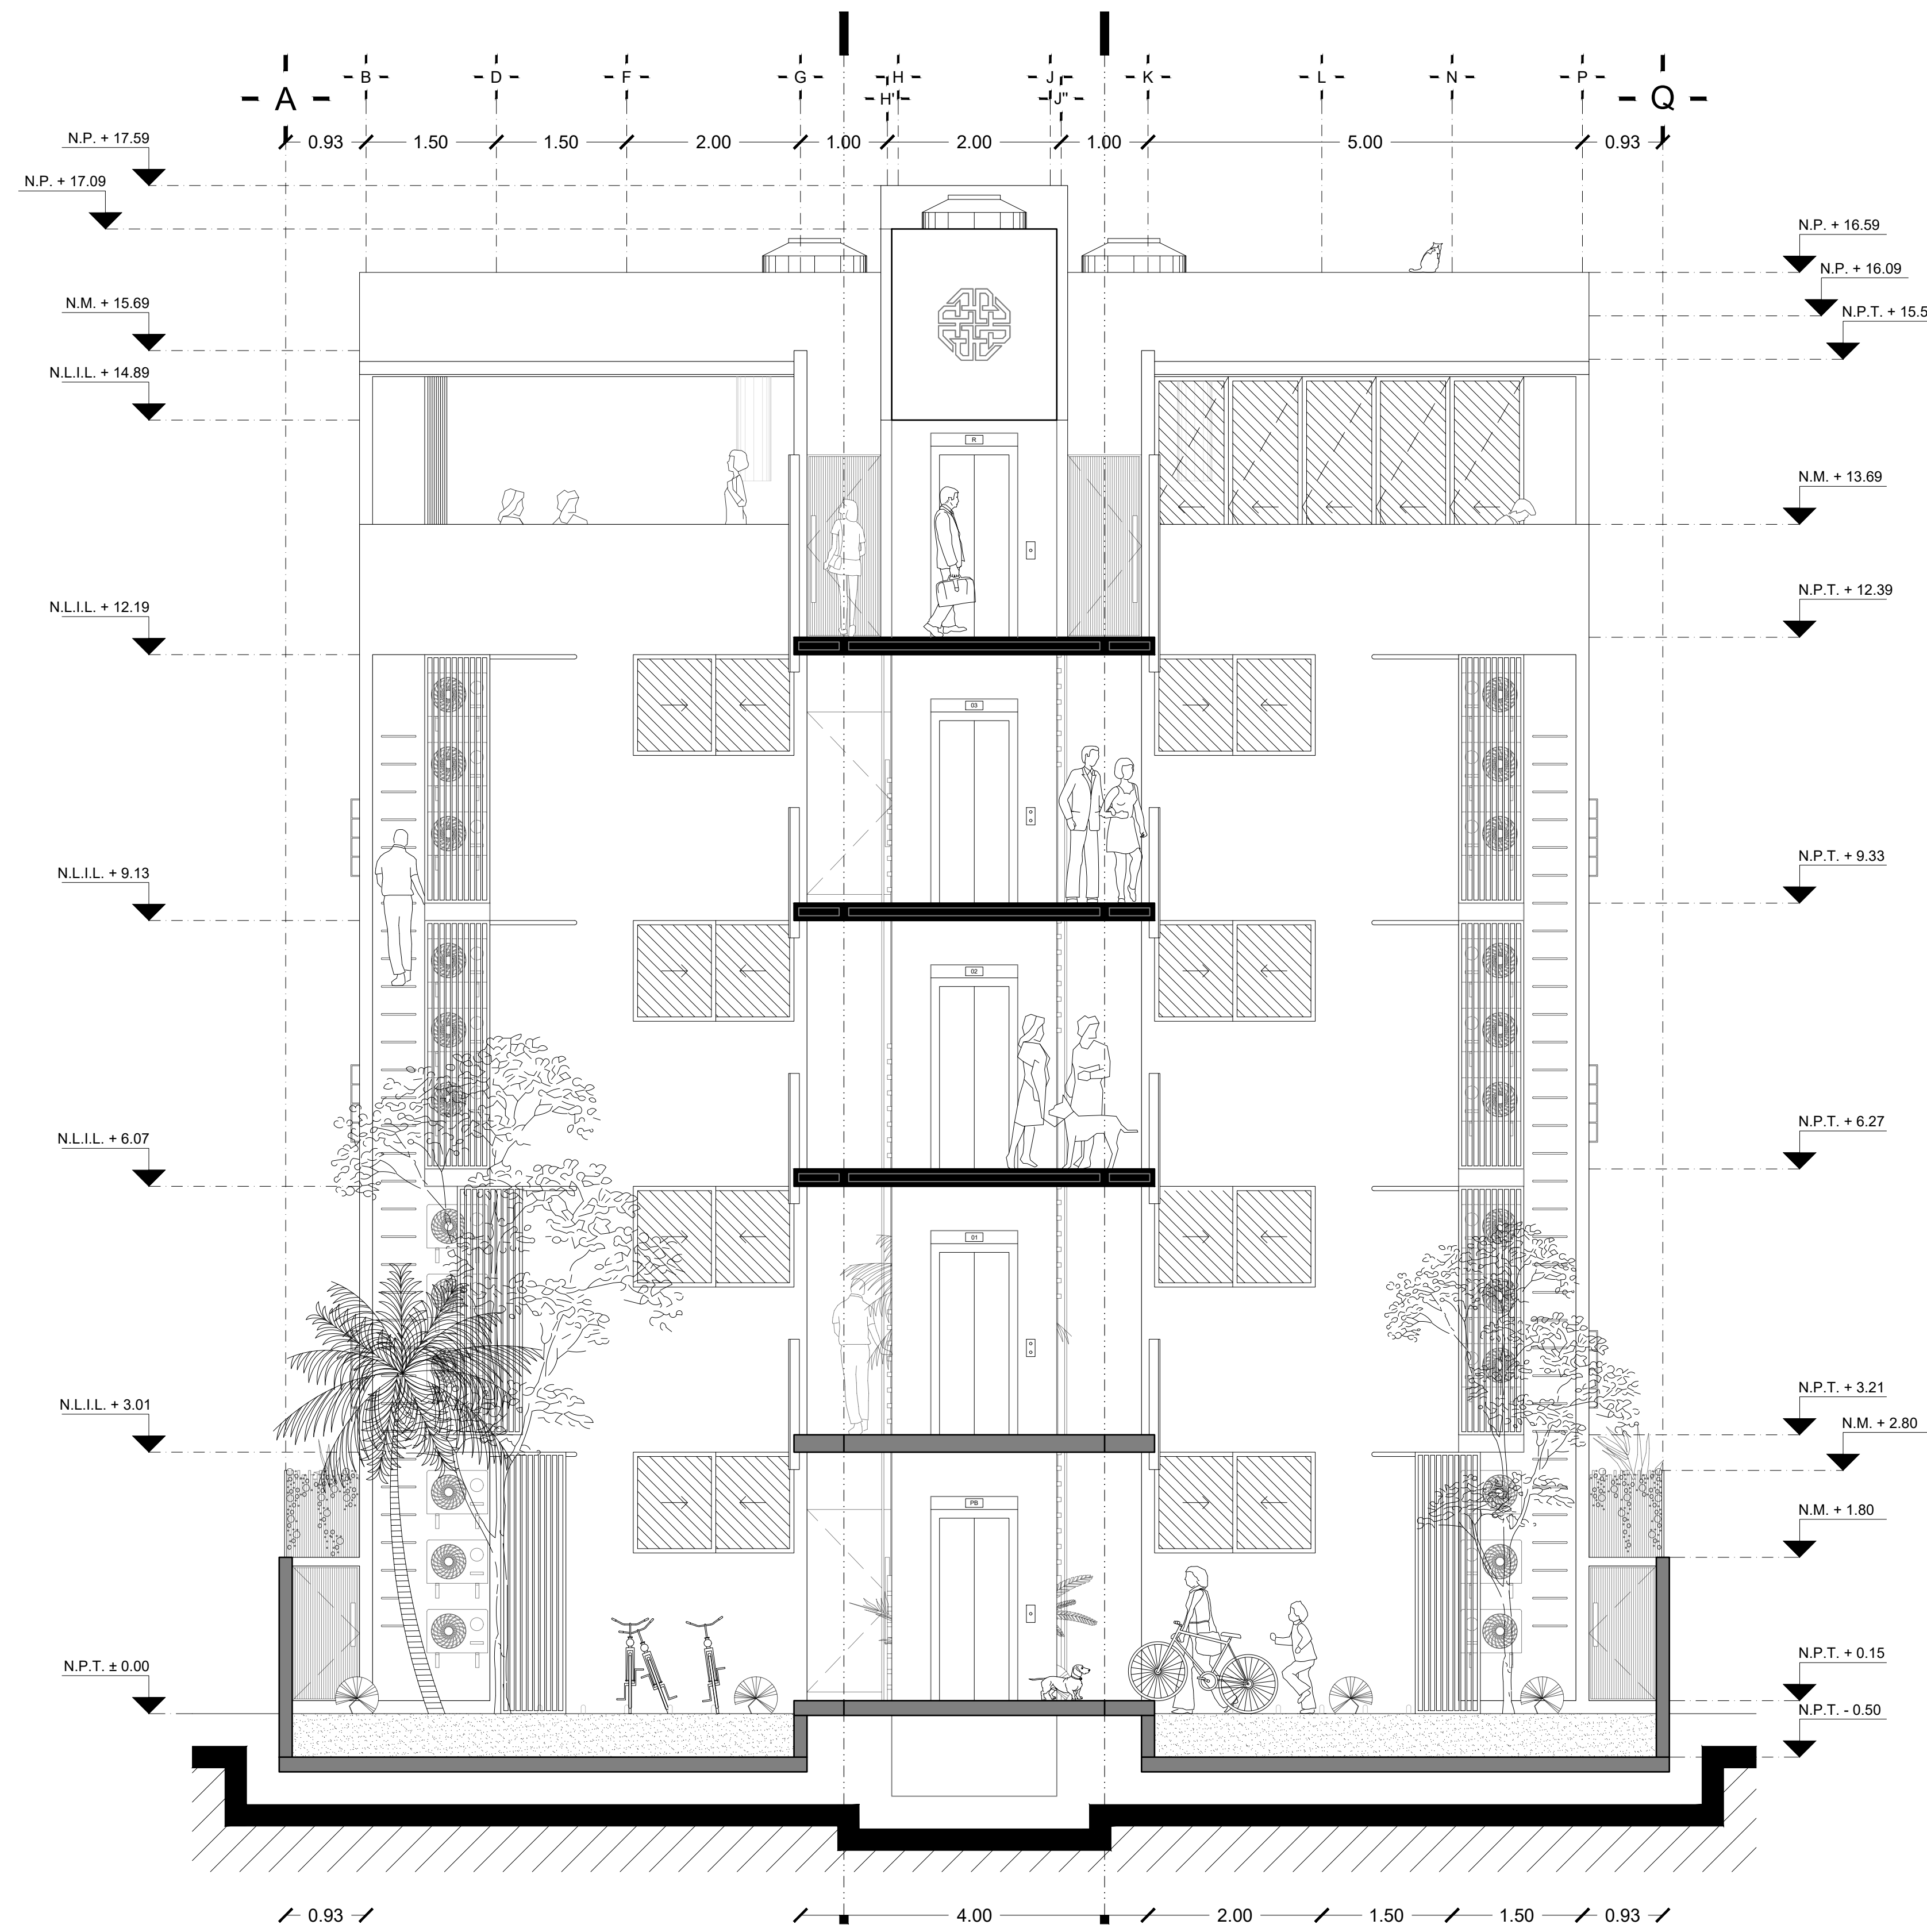 B D F G H J K L N P
A H' J" Q
0.93 1.50 1.50 2.00 1.00 2.00 1.00 5.00 0.93
N.P. + 17.59
N.P. + 17.09
N.P. + 16.59
N.P. + 16.09
N.M. + 15.69
N.P.T. + 15.5
N.L.I.L. + 14.89
R
N.M. + 13.69
N.L.I.L. + 12.19
N.P.T. + 12.39
03
N.L.I.L. + 9.13
N.P.T. + 9.33
02
N.L.I.L. + 6.07
N.P.T. + 6.27
01
N.L.I.L. + 3.01
N.P.T. + 3.21
N.M. + 2.80
PB
N.M. + 1.80
N.P.T. ± 0.00
N.P.T. + 0.15
N.P.T. - 0.50
0.93 4.00 2.00 1.50 1.50 0.93